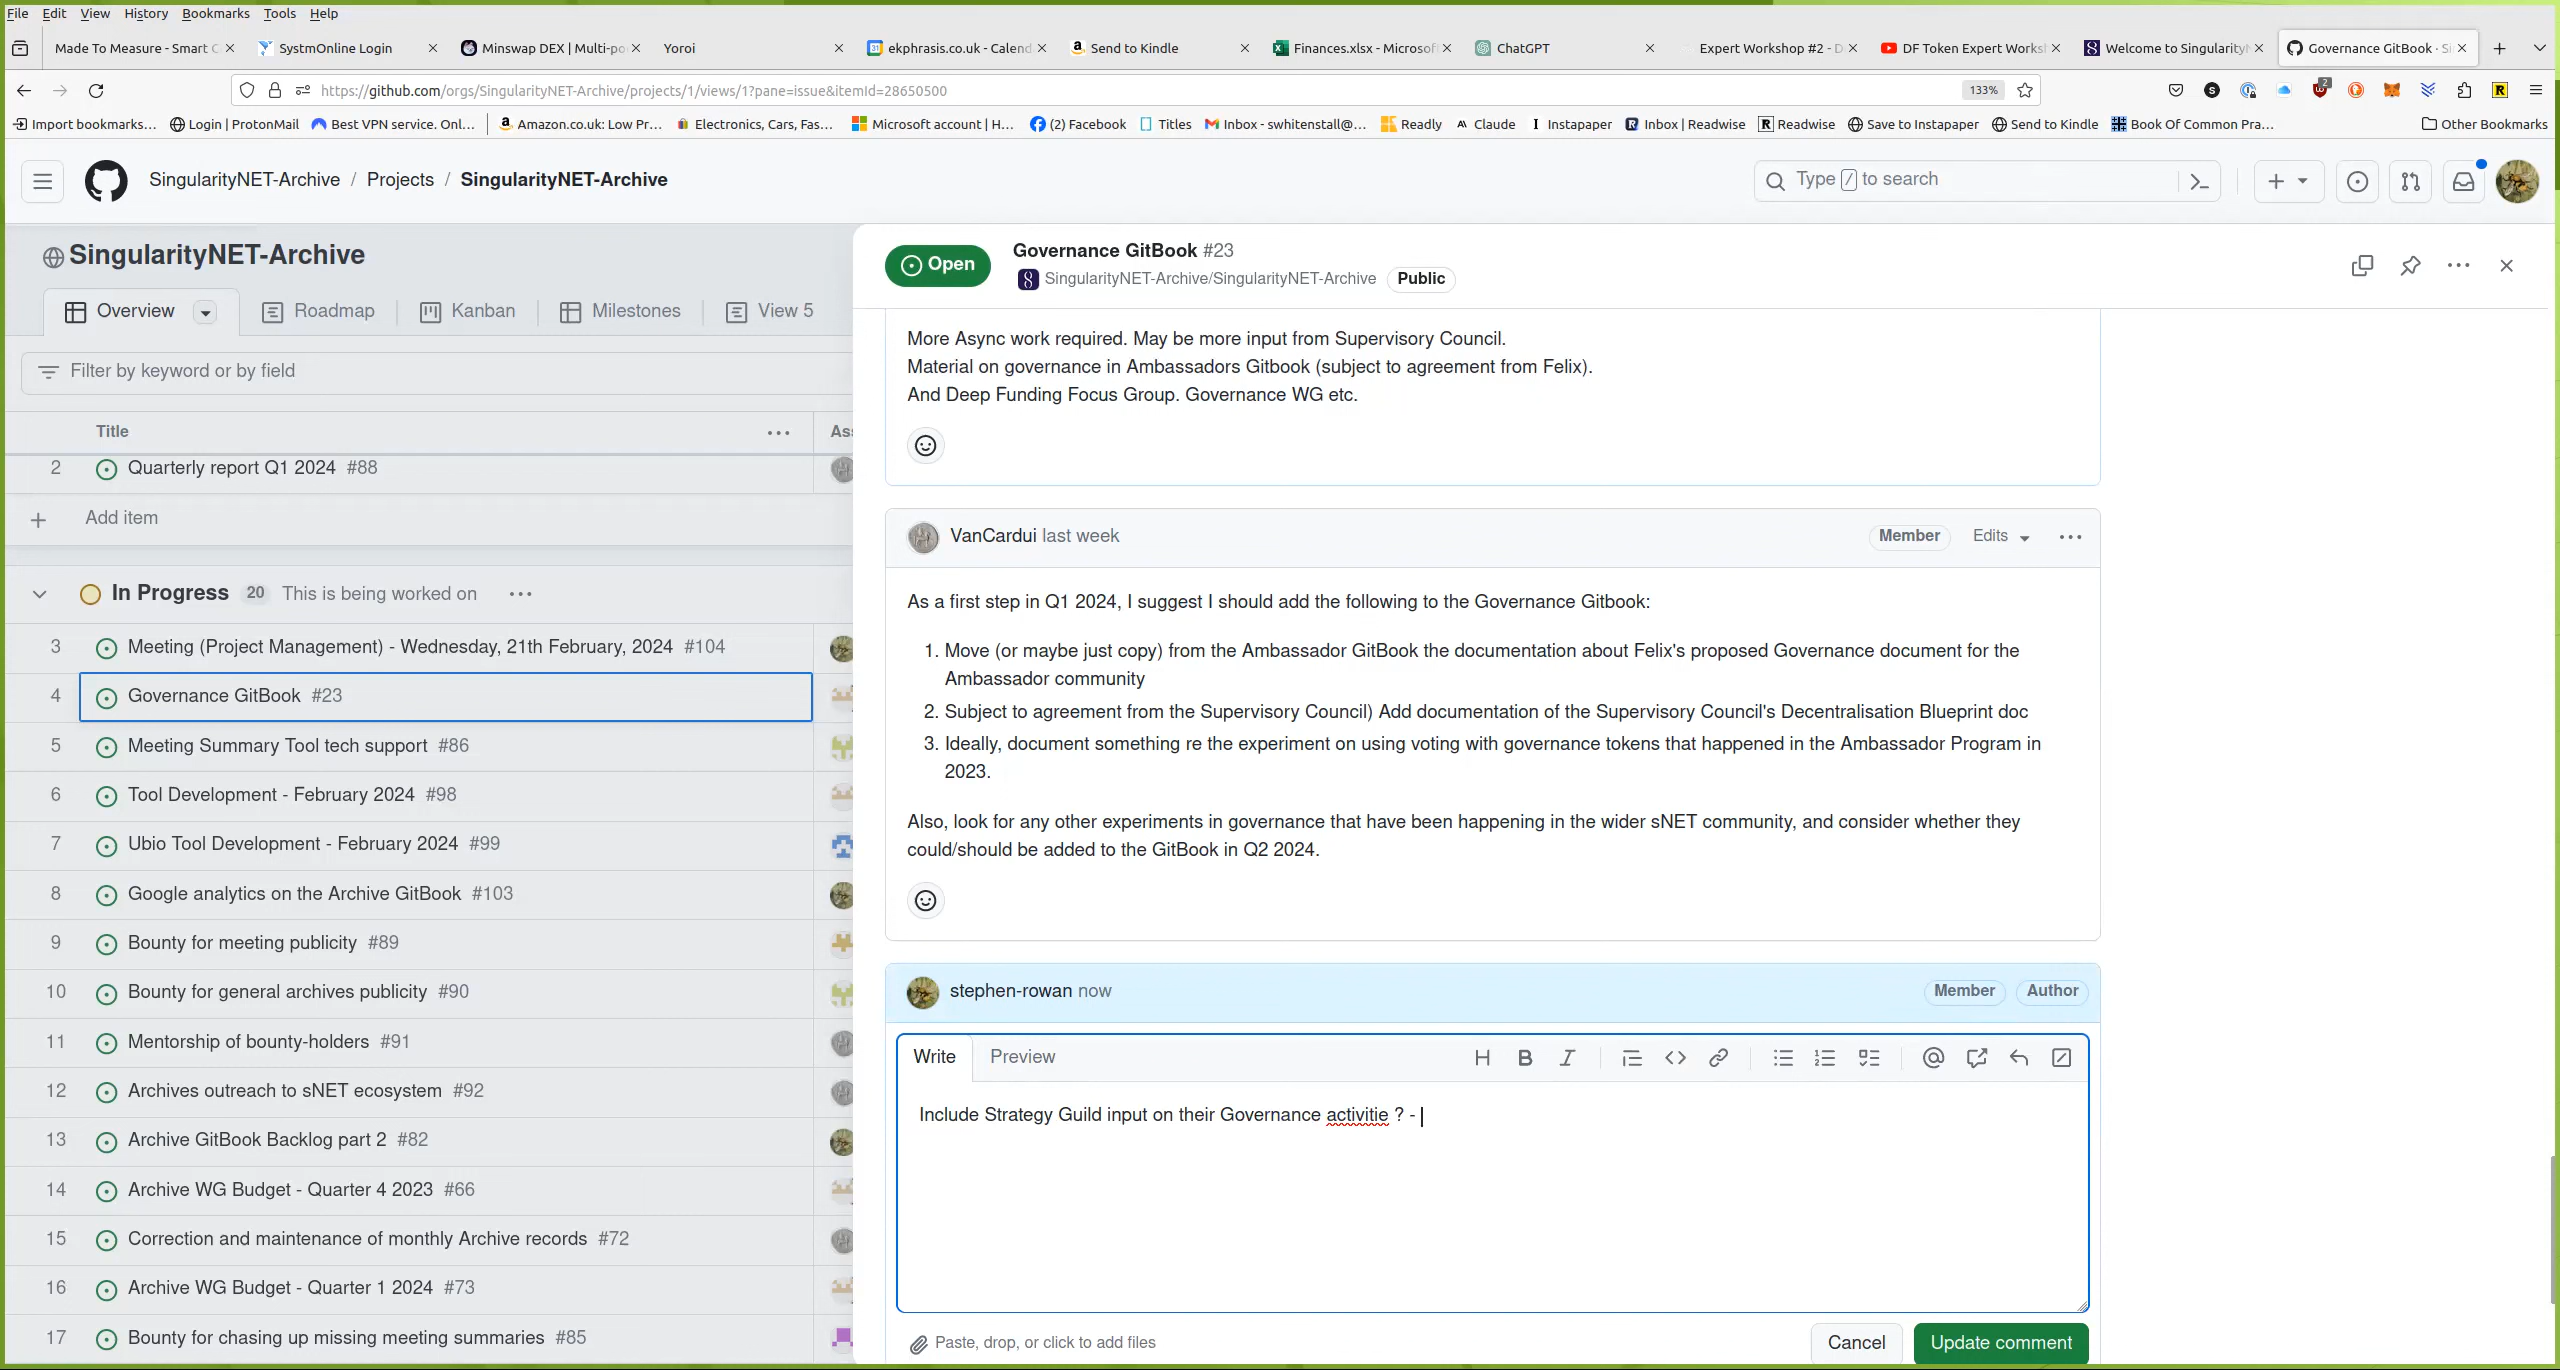 File Edit View History Bookmarks Tools Help
Made To Measure - Smart C
SystmOnline Login
Minswap DEX | Multi-po
Yoroi
ekphrasis.co.uk - Calend
Send to Kindle
Finances.xlsx - Microsof
ChatGPT
Expert Workshop #2 - D
DF Token Expert Works
Welcome to Singularity
Governance GitBook · Si
https://github.com/orgs/SingularityNET-Archive/projects/1/views/1?pane=issue&itemId=28650500
133%
2
Import bookmarks...
Login | ProtonMail
Best VPN service. Onl...
Amazon.co.uk: Low Pr...
Electronics, Cars, Fas...
Microsoft account | H...
(2) Facebook
Titles
Inbox - swhitenstall@...
Readly
Claude
Instapaper
Inbox | Readwise
Readwise
Save to Instapaper
Send to Kindle
Book Of Common Pra...
Other Bookmarks
SingularityNET-Archive / Projects / SingularityNET-Archive
Type / to search
SingularityNET-Archive
Overview
Roadmap
Kanban
Milestones
View 5
Filter by keyword or by field
Title
Ass
2 Quarterly report Q1 2024 #88
Add item
In Progress 20 This is being worked on
3 Meeting (Project Management) - Wednesday, 21th February, 2024 #104
4 Governance GitBook #23
5 Meeting Summary Tool tech support #86
6 Tool Development - February 2024 #98
7 Ubio Tool Development - February 2024 #99
8 Google analytics on the Archive GitBook #103
9 Bounty for meeting publicity #89
10 Bounty for general archives publicity #90
11 Mentorship of bounty-holders #91
12 Archives outreach to sNET ecosystem #92
13 Archive GitBook Backlog part 2 #82
14 Archive WG Budget - Quarter 4 2023 #66
15 Correction and maintenance of monthly Archive records #72
16 Archive WG Budget - Quarter 1 2024 #73
17 Bounty for chasing up missing meeting summaries #85
Open
Governance GitBook #23
SingularityNET-Archive/SingularityNET-Archive Public
More Async work required. May be more input from Supervisory Council.
Material on governance in Ambassadors Gitbook (subject to agreement from Felix).
And Deep Funding Focus Group. Governance WG etc.
VanCardui last week
Member
Edits
As a first step in Q1 2024, I suggest I should add the following to the Governance Gitbook:
1. Move (or maybe just copy) from the Ambassador GitBook the documentation about Felix's proposed Governance document for the
Ambassador community
2. Subject to agreement from the Supervisory Council) Add documentation of the Supervisory Council's Decentralisation Blueprint doc
3. Ideally, document something re the experiment on using voting with governance tokens that happened in the Ambassador Program in
2023.
Also, look for any other experiments in governance that have been happening in the wider sNET community, and consider whether they
could/should be added to the GitBook in Q2 2024.
stephen-rowan now
Member
Author
Write
Preview
Include Strategy Guild input on their Governance activitie ? -
Paste, drop, or click to add files
Cancel
Update comment